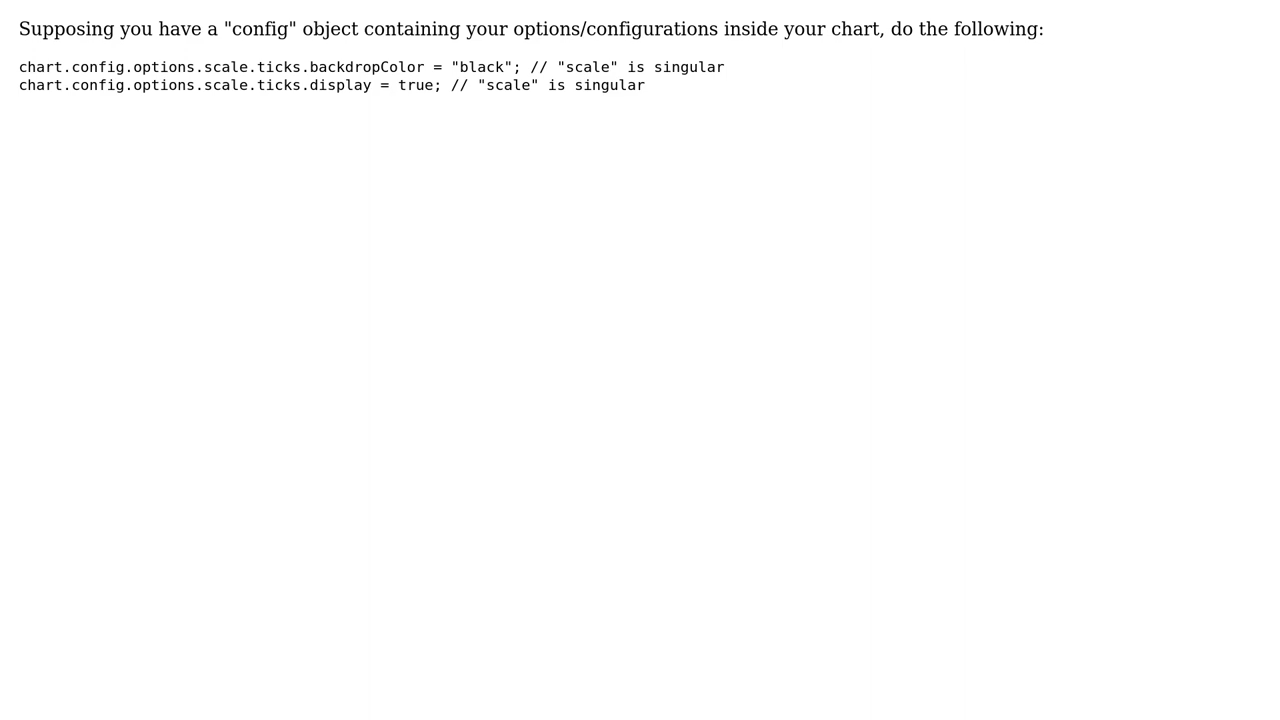 Supposing you have a "config" object containing your options/configurations inside your chart, do the following:
chart.config.options.scale.ticks.backdropColor = "black"; // "scale" is singular
chart.config.options.scale.ticks.display = true; // "scale" is singular